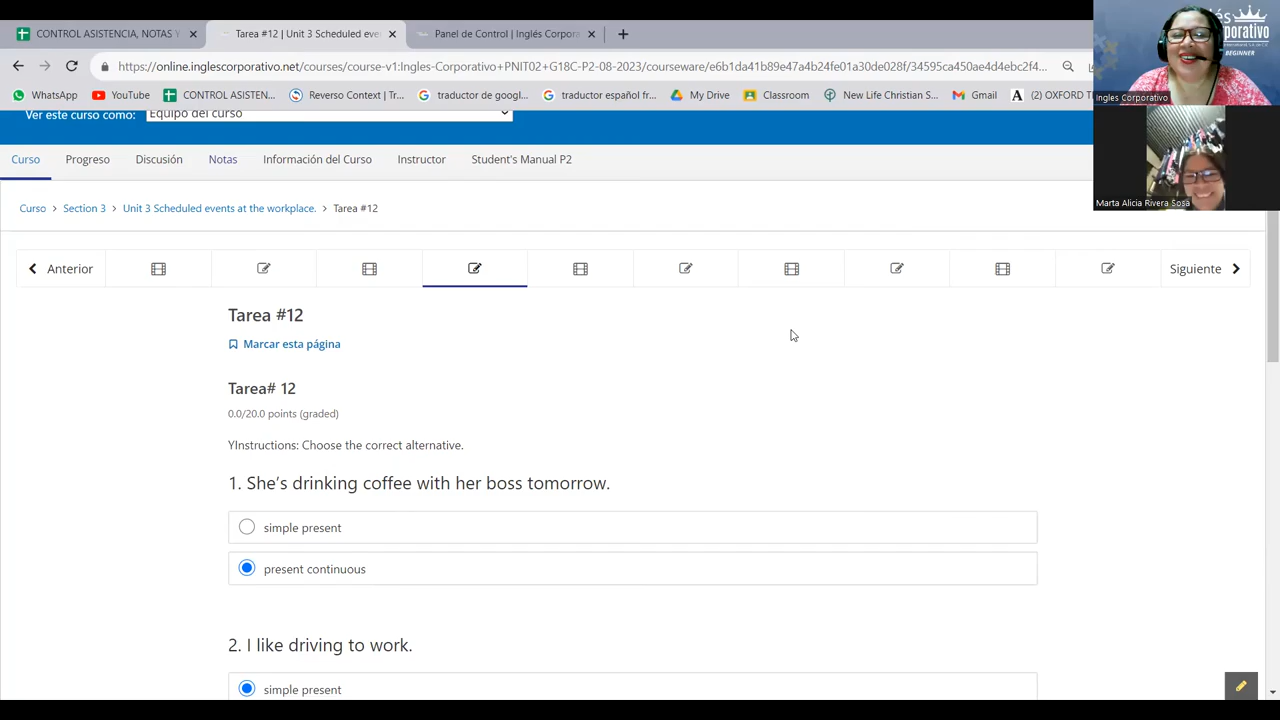 CONTROL ASISTENCIA, NOTAS Y
Tarea #12 | Unit 3 Scheduled eve
Panel de Control | Inglés Corpora
https://online.inglescorporativo.net/courses/course-v1:Ingles-Corporativo+PNI102+G18C-P2-08-2023/courseware/e6b1da41b89e47a4b24fe01a30de028f/34595ca450ae4d4ebc2f4...
WhatsApp
YouTube
CONTROL ASISTEN...
Reverso Context | Tr...
corrector de googl...
traductor español fr...
My Drive
Classroom
New Life Christian S...
Gmail
(2) OXFORD
Ver este curso como:
Equipo del curso
BEGINNER
Ingles Corporativo
Marta Alicia Rivera Sosa
Curso
Progreso
Discusión
Notas
Información del Curso
Instructor
Student's Manual P2
Curso > Section 3 > Unit 3 Scheduled events at the workplace. > Tarea #12
Anterior
Siguiente
Tarea #12
Marcar esta página
Tarea# 12
0.0/20.0 points (graded)
YInstructions: Choose the correct alternative.
1. She’s drinking coffee with her boss tomorrow.
simple present
present continuous
2. I like driving to work.
simple present